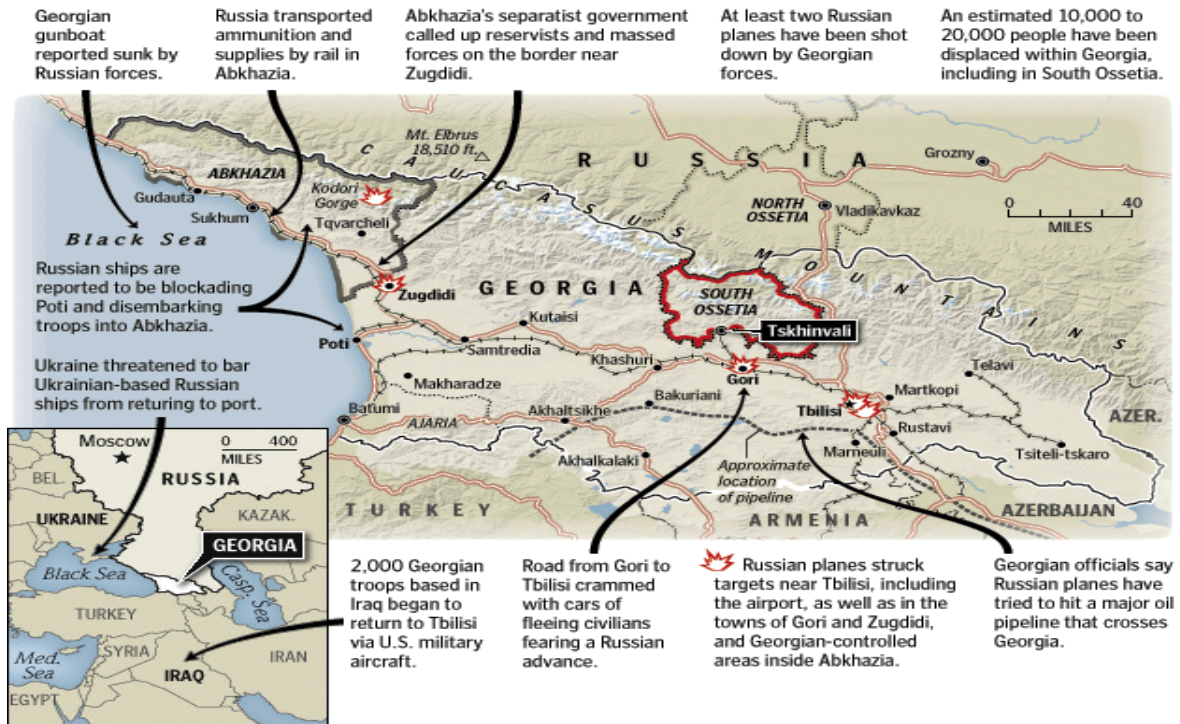 Georgian
gunboat
reported sunk by
Russian forces.
Russia transported
ammunition and
supplies by rail in
Abkhazia.
Abkhazia's separatist government
called up reservists and massed
forces on the border near
Zugdidi.
At least two Russian
planes have been shot
down by Georgian
forces.
An estimated 10,000 to
20,000 people have been
displaced within Georgia,
including in South Ossetia.
Mt. Elbrus
18,510 ft.
CAUCASUS MOUNTAINS
RUSSIA
Grozny
ABKHAZIA
Kodori
Gorge
Gudauta
Sukhum
Tqvarcheli
NORTH
OSSETIA
Vladikavkaz
0 40
MILES
Black Sea
Russian ships are
reported to be blockading
Poti and disembarking
troops into Abkhazia.
Zugdidi
GEORGIA
SOUTH
OSSETIA
Tskhinvali
Kutaisi
Poti
Samtredia
Khashuri
Gori
Telavi
Ukraine threatened to bar
Ukrainian-based Russian
ships from returing to port.
Makharadze
Bakuriani
Martkopi
Tbilisi
Batumi
AJARIA
Akhaltsikhe
Rustavi
AZER.
Marneuli
Tsiteli-tskaro
Akhalkalaki
Approximate
location
of pipeline
TURKEY
ARMENIA
AZERBAIJAN
Moscow
0 400
MILES
RUSSIA
BEL.
UKRAINE
KAZAK.
GEORGIA
Black Sea
Casp. Sea
TURKEY
Med.
Sea
SYRIA
IRAQ
IRAN
EGYPT
2,000 Georgian
troops based in
Iraq began to
return to Tbilisi
via U.S. military
aircraft.
Road from Gori to
Tbilisi crammed
with cars of
fleeing civilians
fearing a Russian
advance.
Russian planes struck
targets near Tbilisi, including
the airport, as well as in the
towns of Gori and Zugdidi,
and Georgian-controlled
areas inside Abkhazia.
Georgian officials say
Russian planes have
tried to hit a major oil
pipeline that crosses
Georgia.